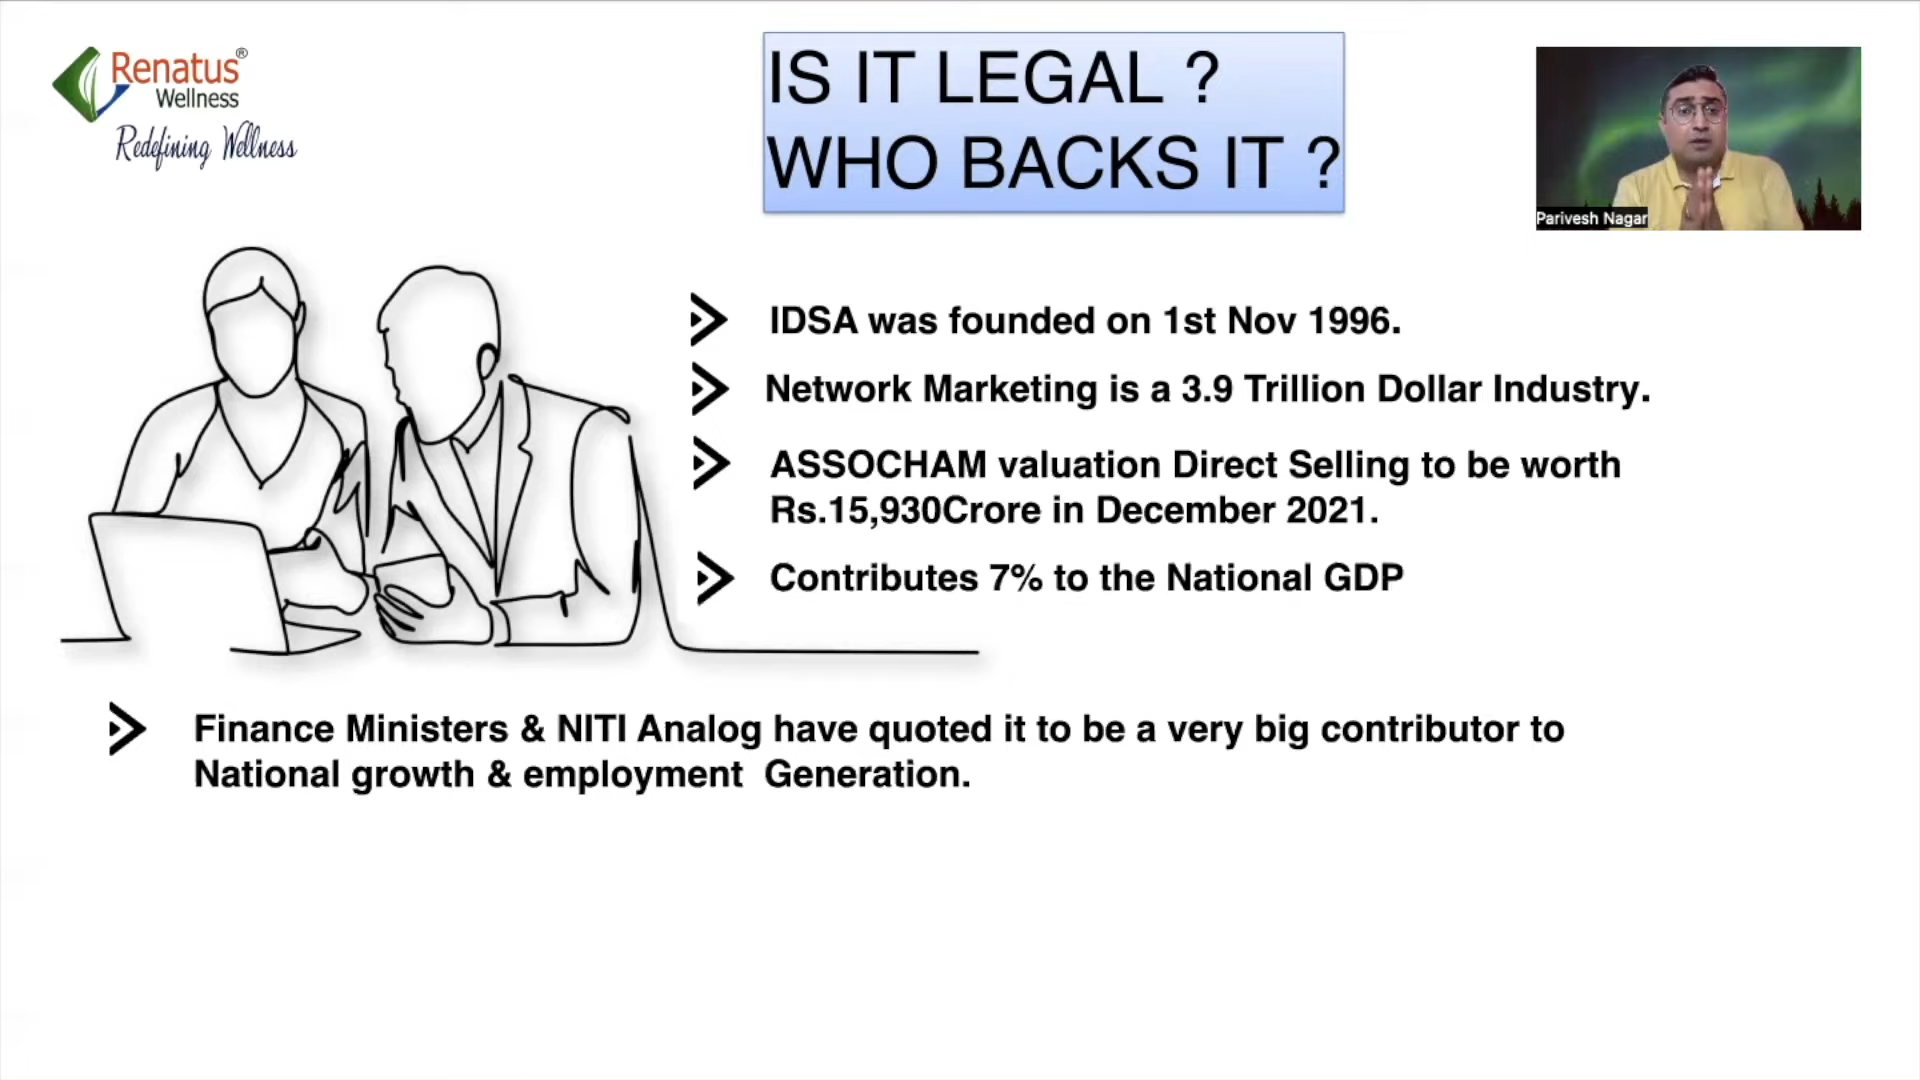 Renatus®
Wellness
Redefining Wellness
IS IT LEGAL ?
WHO BACKS IT ?
Parivesh Nagar
IDSA was founded on 1st Nov 1996.
Network Marketing is a 3.9 Trillion Dollar Industry.
ASSOCHAM valuation Direct Selling to be worth
Rs.15,930Crore in December 2021.
Contributes 7% to the National GDP
Finance Ministers & NITI Analog have quoted it to be a very big contributor to
National growth & employment  Generation.